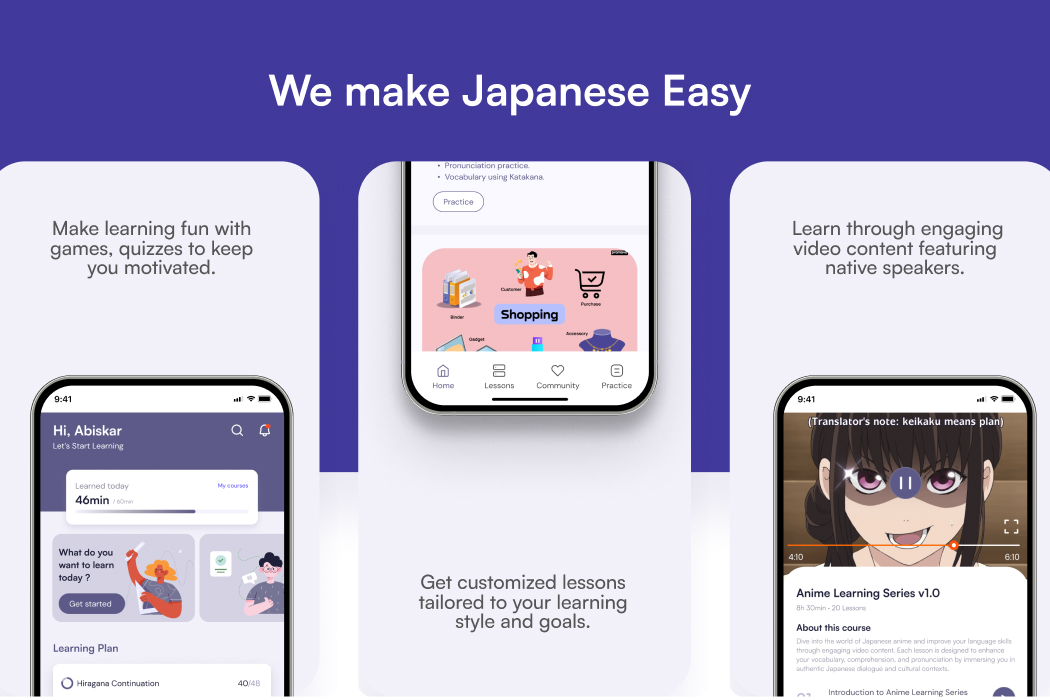 We make Japanese Easy
Make learning fun with
games, quizzes to keep
you motivated.
9:41
Hi, Abiskar
Let's Start Learning
Learned today
My courses
46min / 60min
What do you
want to learn
today ?
Get started
Learning Plan
Hiragana Continuation
40/48
• Pronunciation practice.
• Vocabulary using Katakana.
Practice
Customer
Purchase
Binder
Shopping
Gadget
Accessory
Home
Lessons
Community
Practice
Get customized lessons
tailored to your learning
style and goals.
Learn through engaging
video content featuring
native speakers.
9:41
(Translator's note: keikaku means plan)
4:10
6:10
Anime Learning Series v1.0
8h 30min - 20 Lessons
About this course
Dive into the world of Japanese anime and improve your language skills
through engaging video content. Each lesson is designed to enhance
your vocabulary, comprehension, and pronunciation by immersing you in
authentic Japanese dialogue and cultural contexts.
Introduction to Anime Learning Series